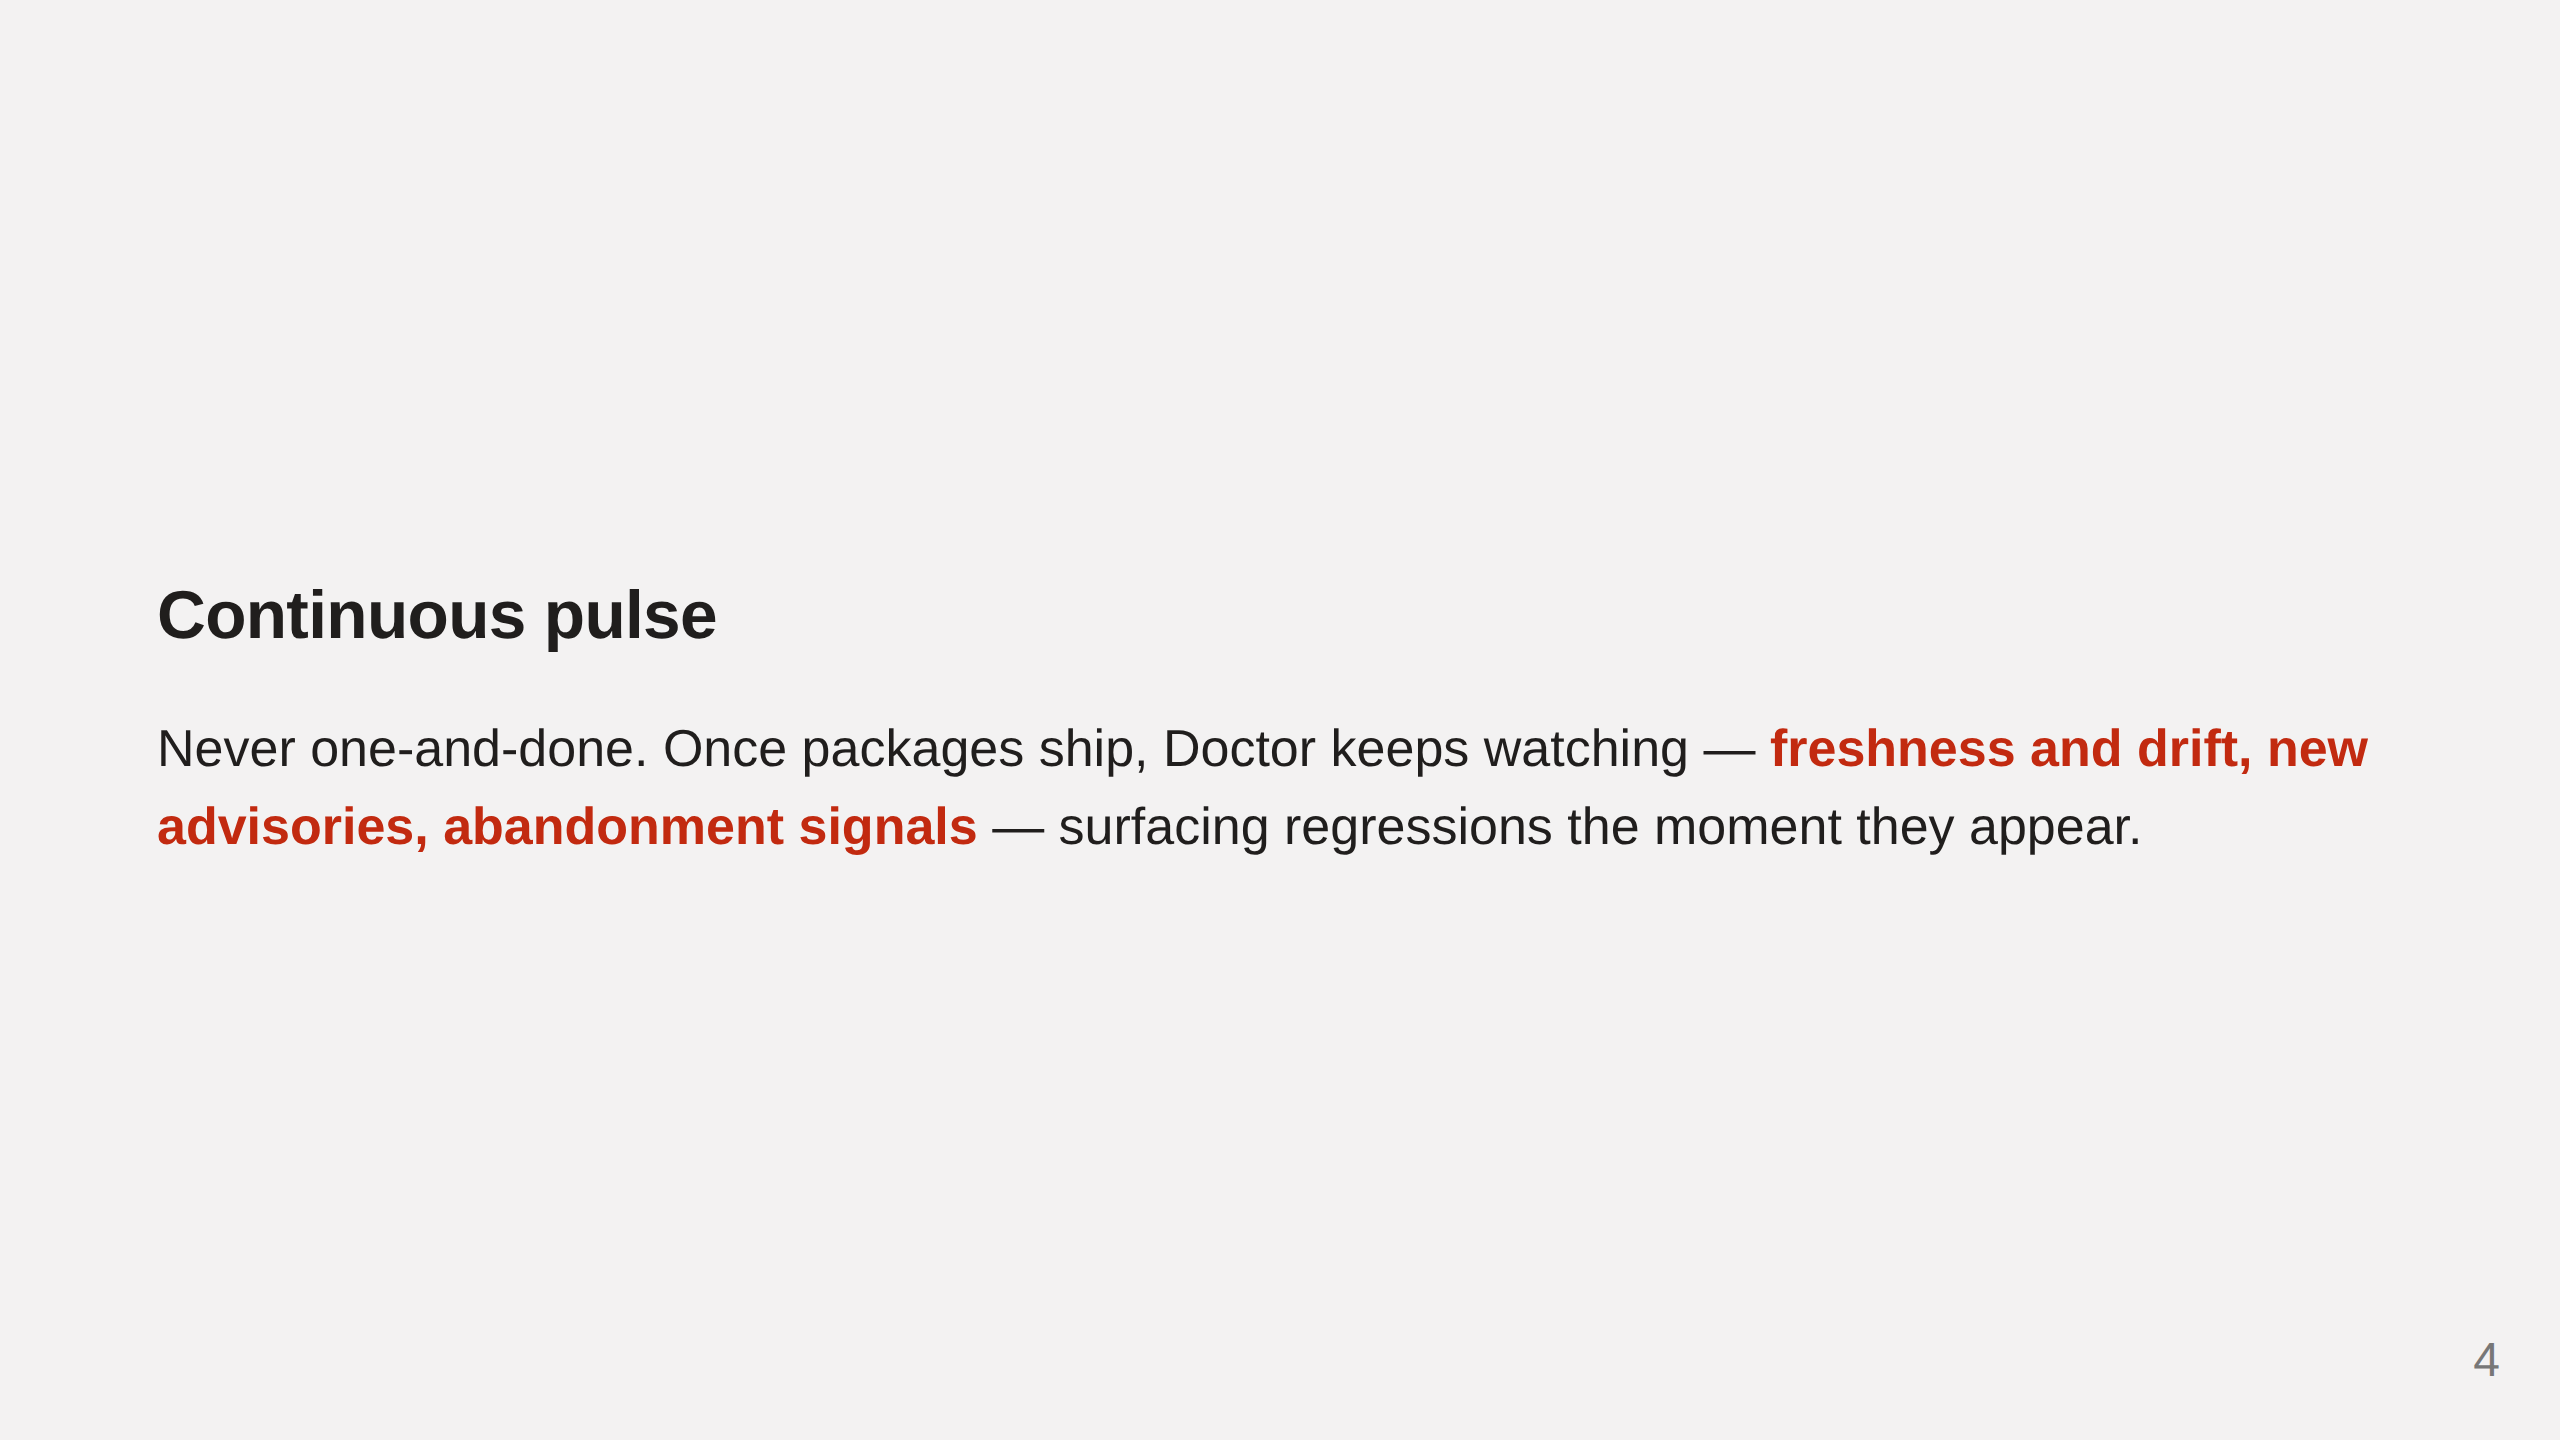 Continuous pulse
Never one-and-done. Once packages ship, Doctor keeps watching — freshness and drift, new
advisories, abandonment signals — surfacing regressions the moment they appear.
4